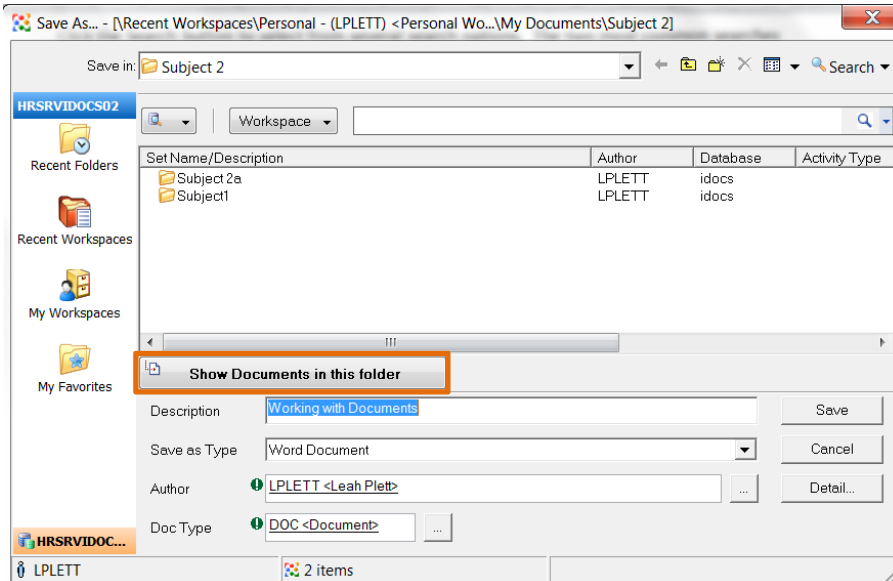 Save As... - [\Recent Workspaces\Personal - (LPLETT) <Personal Wo...\My Documents\Subject 2]
Save in: Subject 2
Search
HRSRVIDOCS02
Workspace
Recent Folders
Recent Workspaces
My Workspaces
My Favorites
Set Name/Description Author Database Activity Type
Subject 2a LPLETT idocs
Subject1 LPLETT idocs
Show Documents in this folder
Description Working with Documents Save
Save as Type Word Document Cancel
Author LPLETT <Leah Plett> ... Detail...
Doc Type DOC <Document> ...
HRSRVIDOC...
LPLETT 2 items